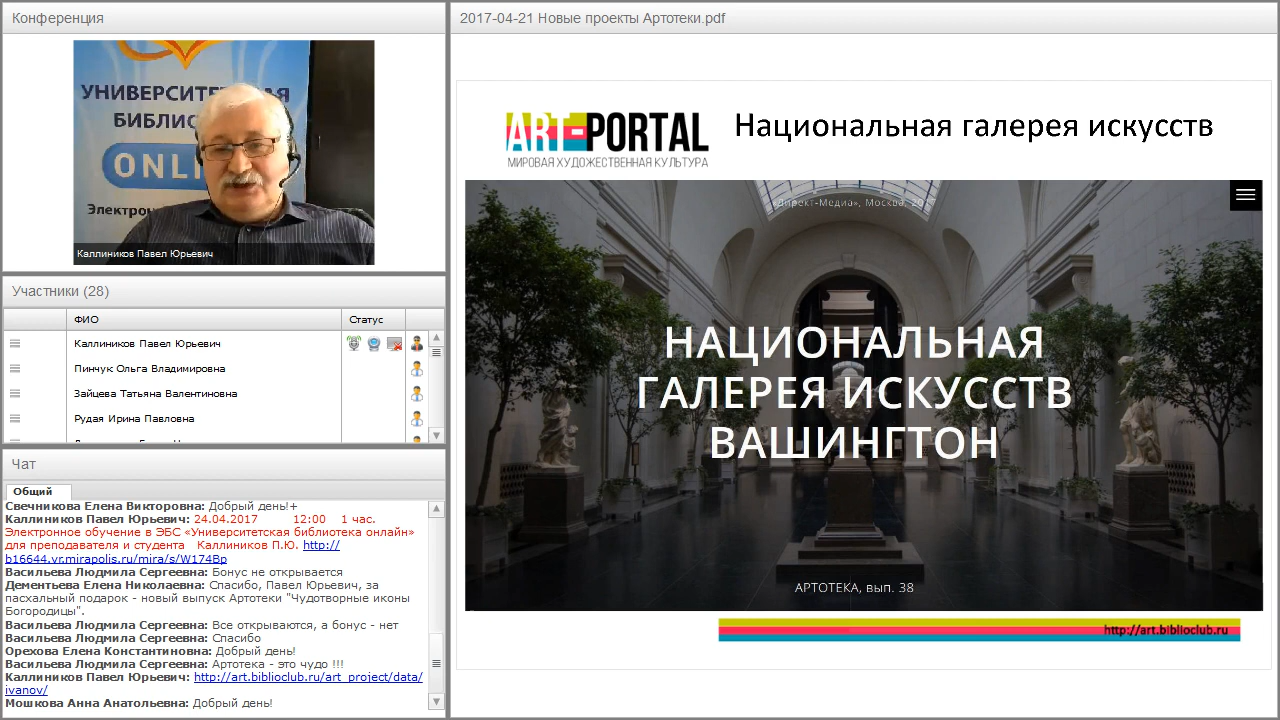 Конференция
УНИВЕРСИТЕТСКАЯ
ONL
Каллиников Павел Юрьевич
Участники (28)
ФИО
Статус
Каллиников Павел Юрьевич
Пинчук Ольга Владимировна
Зайцева Татьяна Валентиновна
Рудая Ирина Павловна
Чат
Общий
Свечникова Елена Викторовна: Добрый день!+
Каллиников Павел Юрьевич: 24.04.2017 12:00 1 час.
Электронное обучение в ЭБС «Университетская библиотека онлайн»
для преподавателя и студента Каллиников П.Ю. http://
b16644.vr.mirapolis.ru/mira/s/W174Bp
Васильева Людмила Сергеевна: Бонус не открывается
Дементьева Елена Николаевна: Спасибо, Павел Юрьевич, за
пасхальный подарок - новый выпуск Артотеки "Чудотворные иконы
Богородицы".
Васильева Людмила Сергеевна: Все открываются, а бонус - нет
Васильева Людмила Сергеевна: Спасибо
Орехова Елена Константиновна: Добрый день!
Васильева Людмила Сергеевна: Артотека - это чудо !!!
Каллиников Павел Юрьевич: http://art.biblioclub.ru/art_project/data/
ivanov/
Мошкова Анна Анатольевна: Добрый день!
2017-04-21 Новые проекты Артотеки.pdf
ART-PORTAL
МИРОВАЯ ХУДОЖЕСТВЕННАЯ КУЛЬТУРА
Национальная галерея искусств
«Директ-Медиа», Москва,
НАЦИОНАЛЬНАЯ
ГАЛЕРЕЯ ИСКУССТВ
ВАШИНГТОН
АРТОТЕКА, вып. 38
http://art.biblioclub.ru